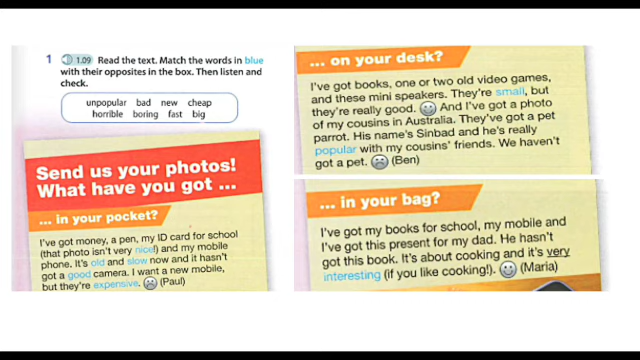 1 1.09 Read the text. Match the words in blue
with their opposites in the box. Then listen and
check.
unpopular bad new cheap
horrible boring fast big
Send us your photos!
What have you got ...
... in your pocket?
I've got money, a pen, my ID card for school
(that photo isn't very nice!) and my mobile
phone. It's old and slow now and it hasn't
got a good camera. I want a new mobile,
but they're expensive. (Paul)
... on your desk?
I've got books, one or two old video games,
and these mini speakers. They're small, but
they're really good. And I've got a photo
of my cousins in Australia. They've got a pet
parrot. His name's Sinbad and he's really
popular with my cousins' friends. We haven't
got a pet. (Ben)
... in your bag?
I've got my books for school, my mobile and
I've got this present for my dad. He hasn't
got this book. It's about cooking and it's very
interesting (if you like cooking!). (Maria)